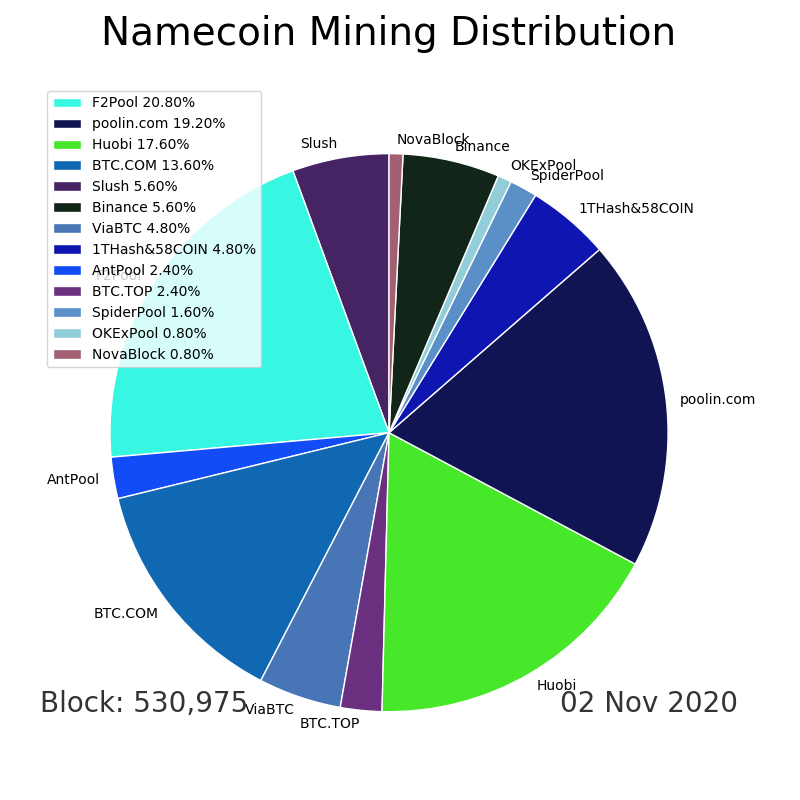 Namecoin Mining Distribution
F2Pool 20.80%
poolin.com 19.20%
Huobi 17.60%
BTC.COM 13.60%
Slush 5.60%
Binance 5.60%
ViaBTC 4.80%
1THash&58COIN 4.80%
AntPool 2.40%
BTC.TOP 2.40%
SpiderPool 1.60%
OKExPool 0.80%
NovaBlock 0.80%
Slush
NovaBlock
Binance
OKExPool
SpiderPool
1THash&58COIN
F2Pool
poolin.com
AntPool
BTC.COM
Huobi
ViaBTC
BTC.TOP
Block: 530,975
02 Nov 2020